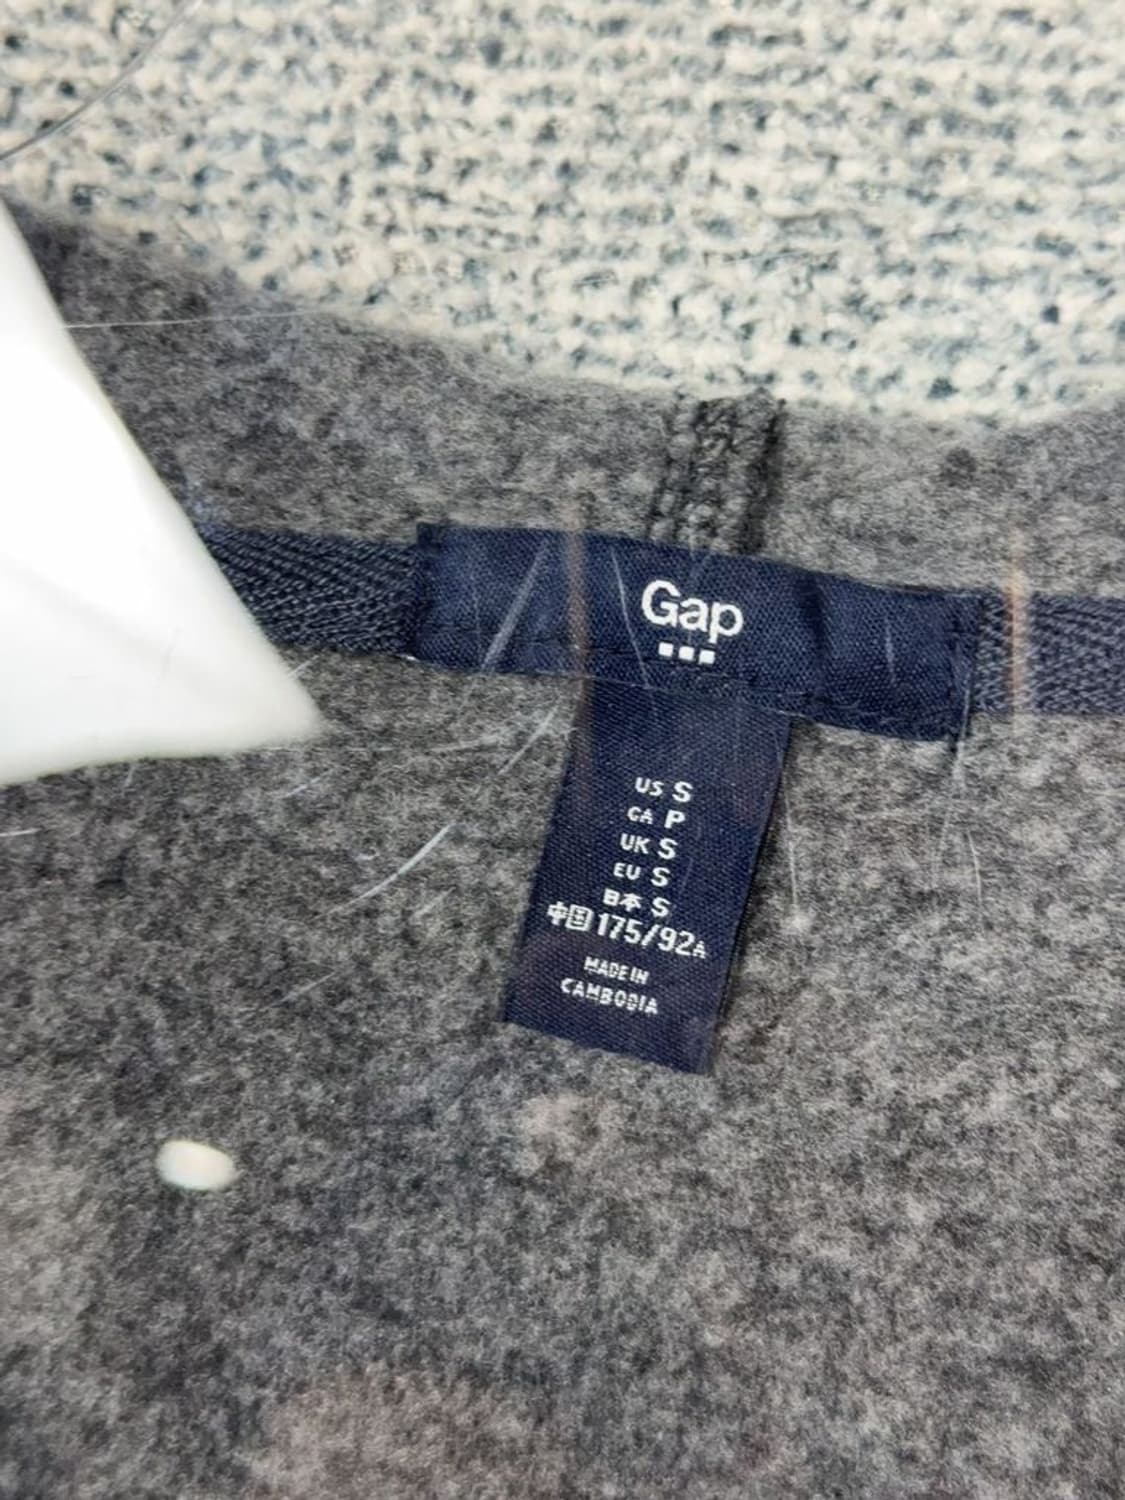 Gap
US S
CA P
UK S
EU S
日本 S
中国 175/92A
MADE IN
CAMBODIA